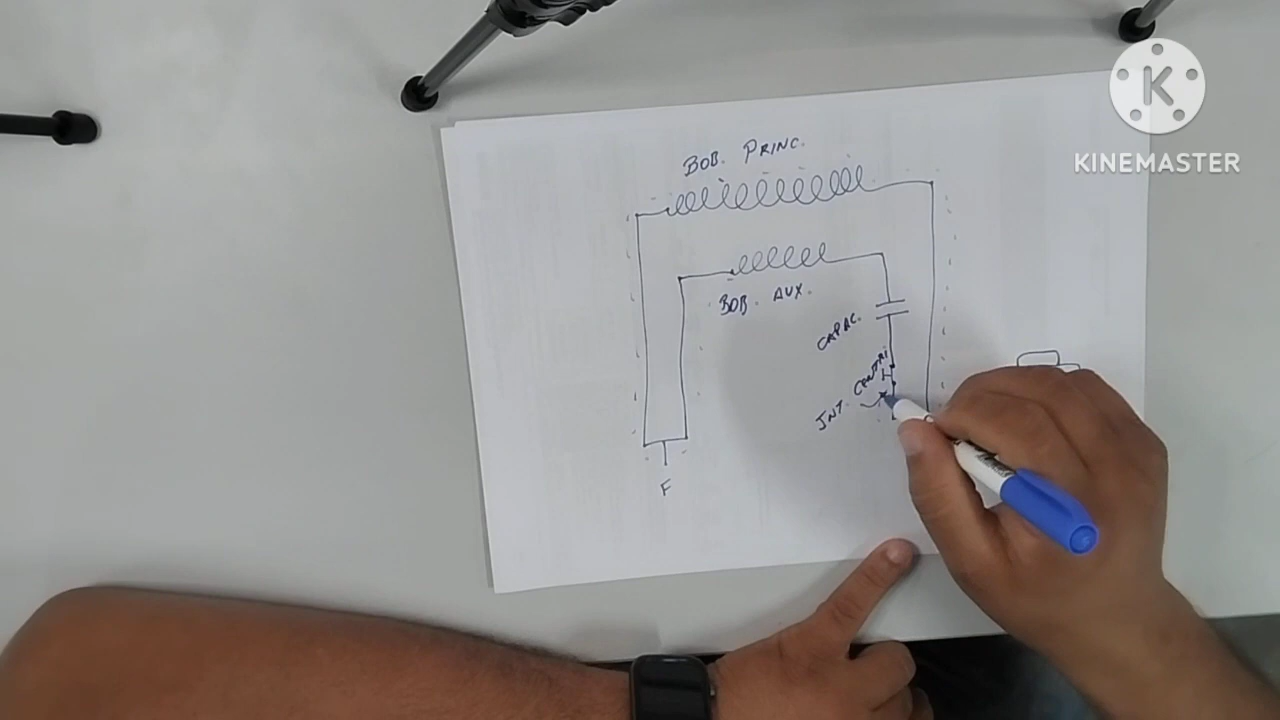 BOB. PRINC.
BOB. AUX.
CAPAC.
INT. CENTRI
F
K
KINEMASTER